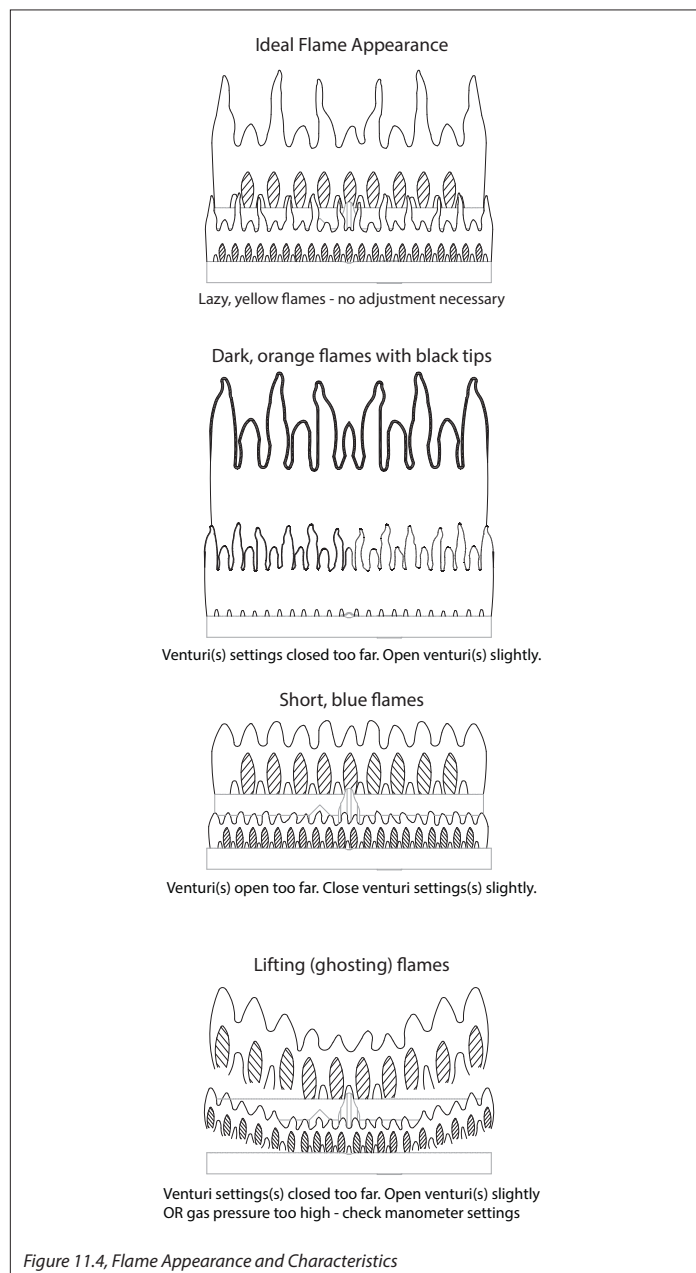 Ideal Flame Appearance
Lazy, yellow flames - no adjustment necessary
Dark, orange flames with black tips
Venturi(s) settings closed too far. Open venturi(s) slightly.
Short, blue flames
Venturi(s) open too far. Close venturi settings(s) slightly.
Lifting (ghosting) flames
Venturi settings(s) closed too far. Open venturi(s) slightly
OR gas pressure too high - check manometer settings
Figure 11.4, Flame Appearance and Characteristics